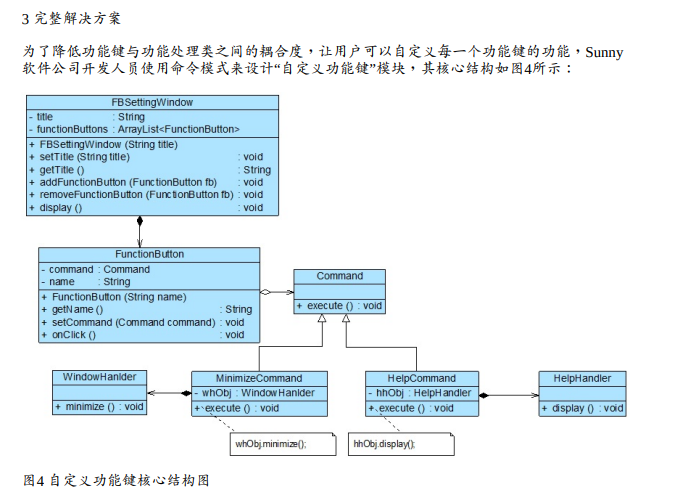 3 完整解决方案
为了降低功能键与功能处理类之间的耦合度，让用户可以自定义每一个功能键的功能，Sunny
软件公司开发人员使用命令模式来设计“自定义功能键”模块，其核心结构如图4所示：
FBSettingWindow
- title : String
- functionButtons : ArrayList<FunctionButton>
+ FBSettingWindow (String title)
+ setTitle (String title) : void
+ getTitle () : String
+ addFunctionButton (FunctionButton fb) : void
+ removeFunctionButton (FunctionButton fb) : void
+ display () : void
FunctionButton
- command : Command
- name : String
+ FunctionButton (String name)
+ getName () : String
+ setCommand (Command command) : void
+ onClick () : void
Command
+ execute () : void
WindowHanlder
+ minimize () : void
MinimizeCommand
- whObj : WindowHanlder
+ execute () : void
HelpCommand
- hhObj : HelpHandler
+ execute () : void
HelpHandler
+ display () : void
whObj.minimize();
hhObj.display();
图4 自定义功能键核心结构图